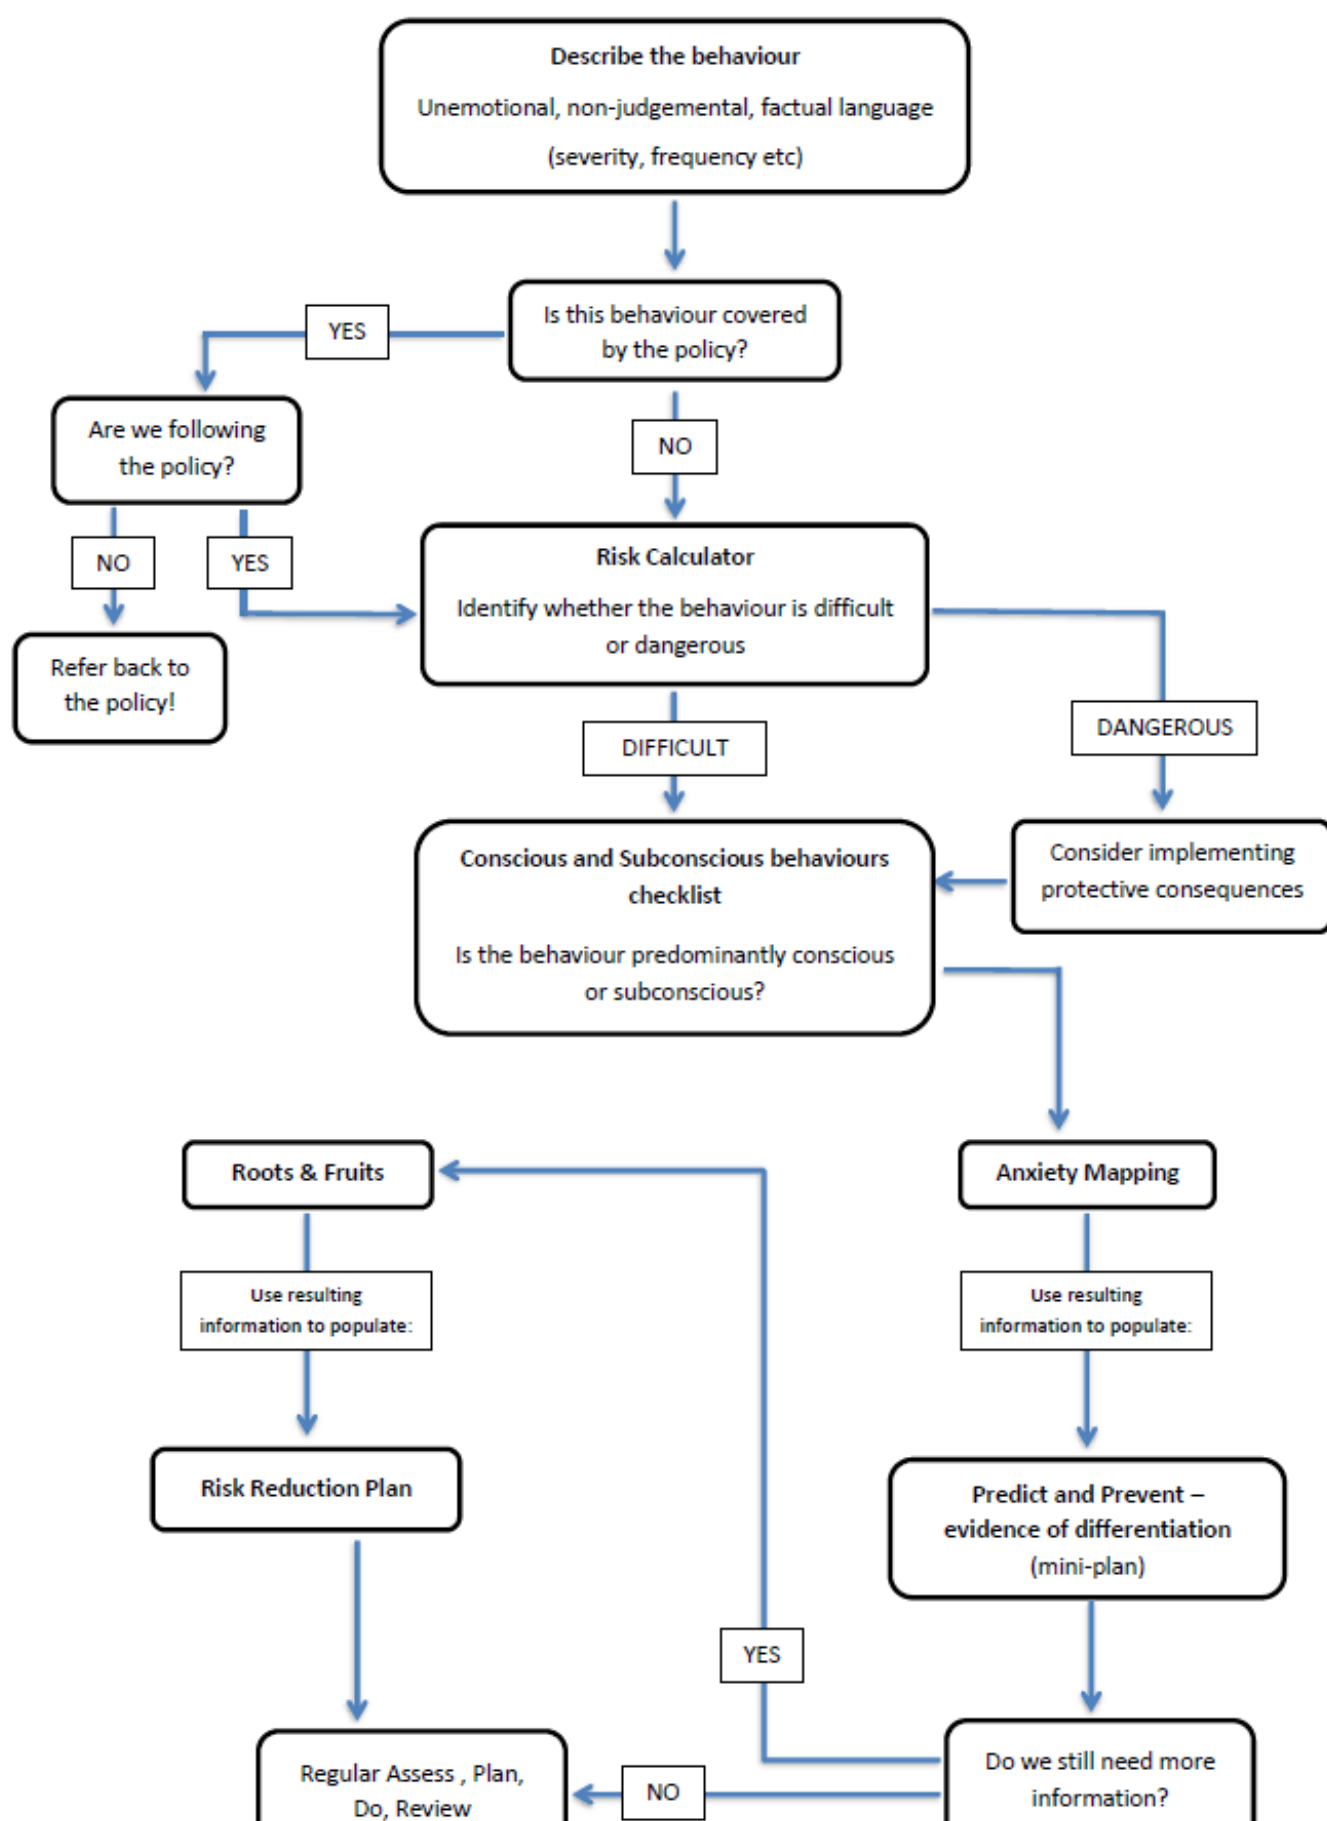 Describe the behaviour
Unemotional, non-judgemental, factual language
(severity, frequency etc)
Is this behaviour covered
by the policy?
YES
Are we following
the policy?
NO
NO
YES
Risk Calculator
Identify whether the behaviour is difficult
or dangerous
Refer back to
the policy!
DIFFICULT
DANGEROUS
Conscious and Subconscious behaviours
checklist
Is the behaviour predominantly conscious
or subconscious?
Consider implementing
protective consequences
Roots & Fruits
Anxiety Mapping
Use resulting
information to populate:
Use resulting
information to populate:
Risk Reduction Plan
Predict and Prevent –
evidence of differentiation
(mini-plan)
YES
Regular Assess , Plan,
Do, Review
NO
Do we still need more
information?